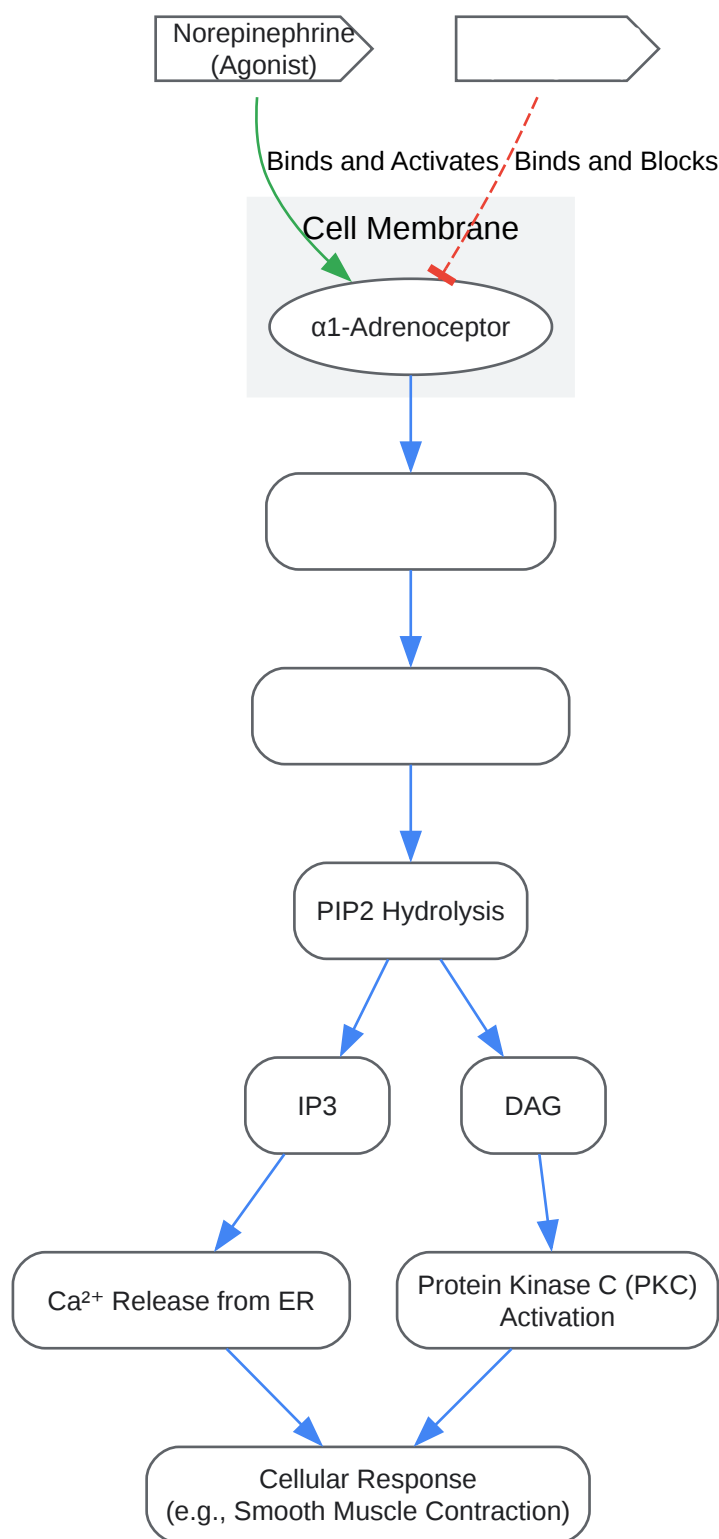 Norepinephrine
(Agonist)
Binds and Activates
Binds and Blocks
Cell Membrane
α1-Adrenoceptor
PIP2 Hydrolysis
IP3
DAG
Ca²⁺ Release from ER
Protein Kinase C (PKC)
Activation
Cellular Response
(e.g., Smooth Muscle Contraction)